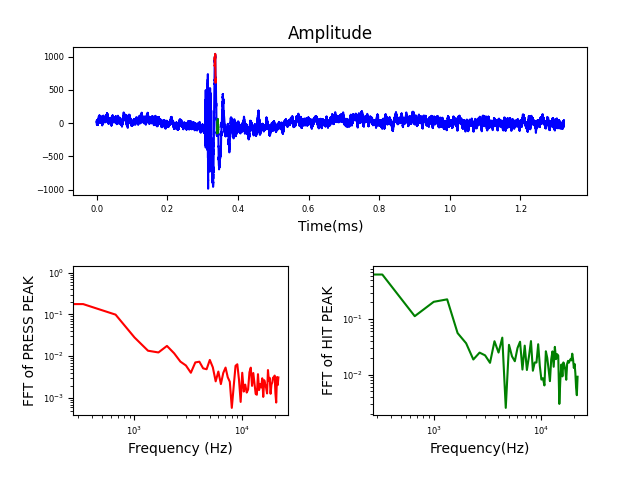 Amplitude
1000
500
0
−500
−1000
0.0 0.2 0.4 0.6 0.8 1.0 1.2
Time(ms)
FFT of PRESS PEAK
10⁰
10⁻¹
10⁻²
10⁻³
10³ 10⁴
Frequency (Hz)
FFT of HIT PEAK
10⁻¹
10⁻²
10³ 10⁴
Frequency(Hz)